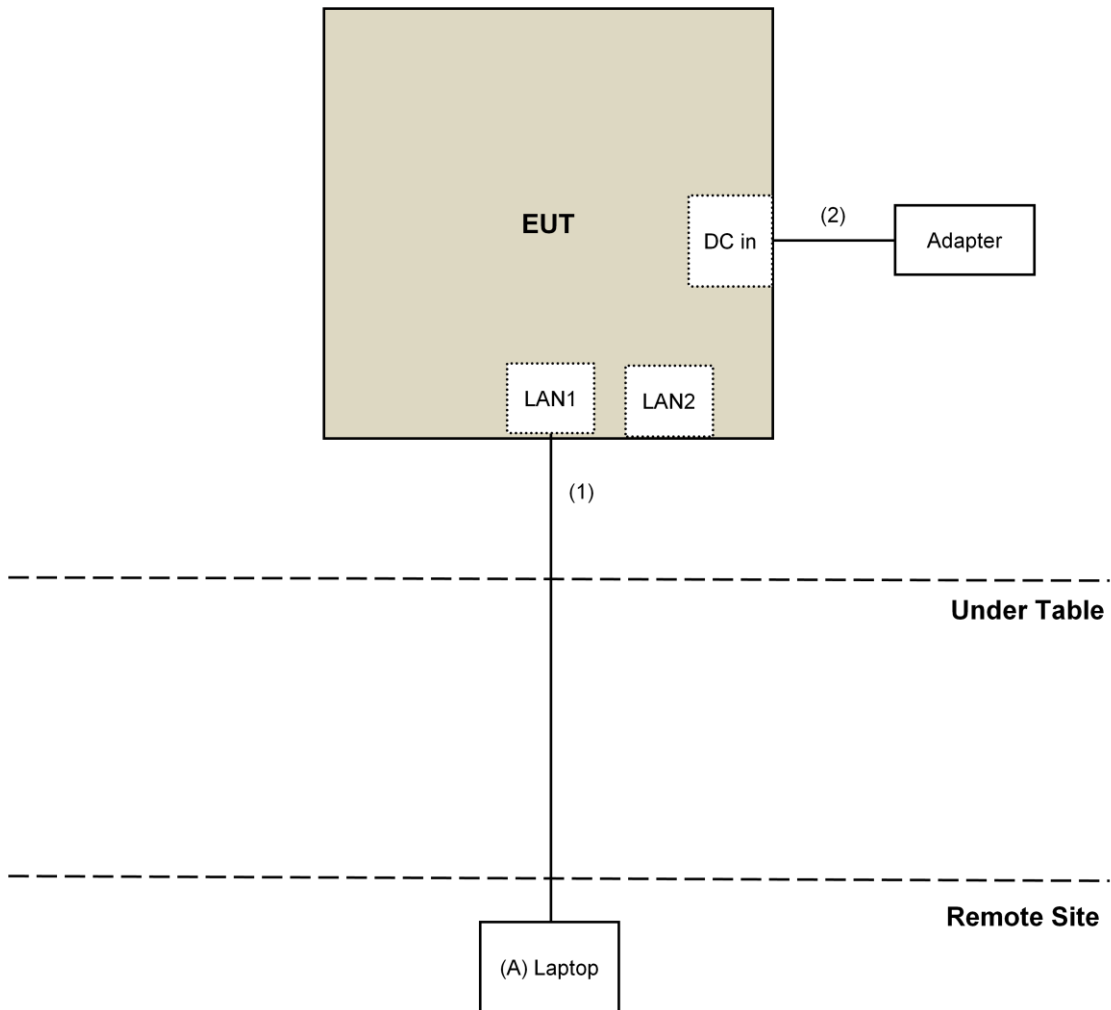 EUT
DC in
(2)
Adapter
LAN1
LAN2
(1)
Under Table
Remote Site
(A) Laptop